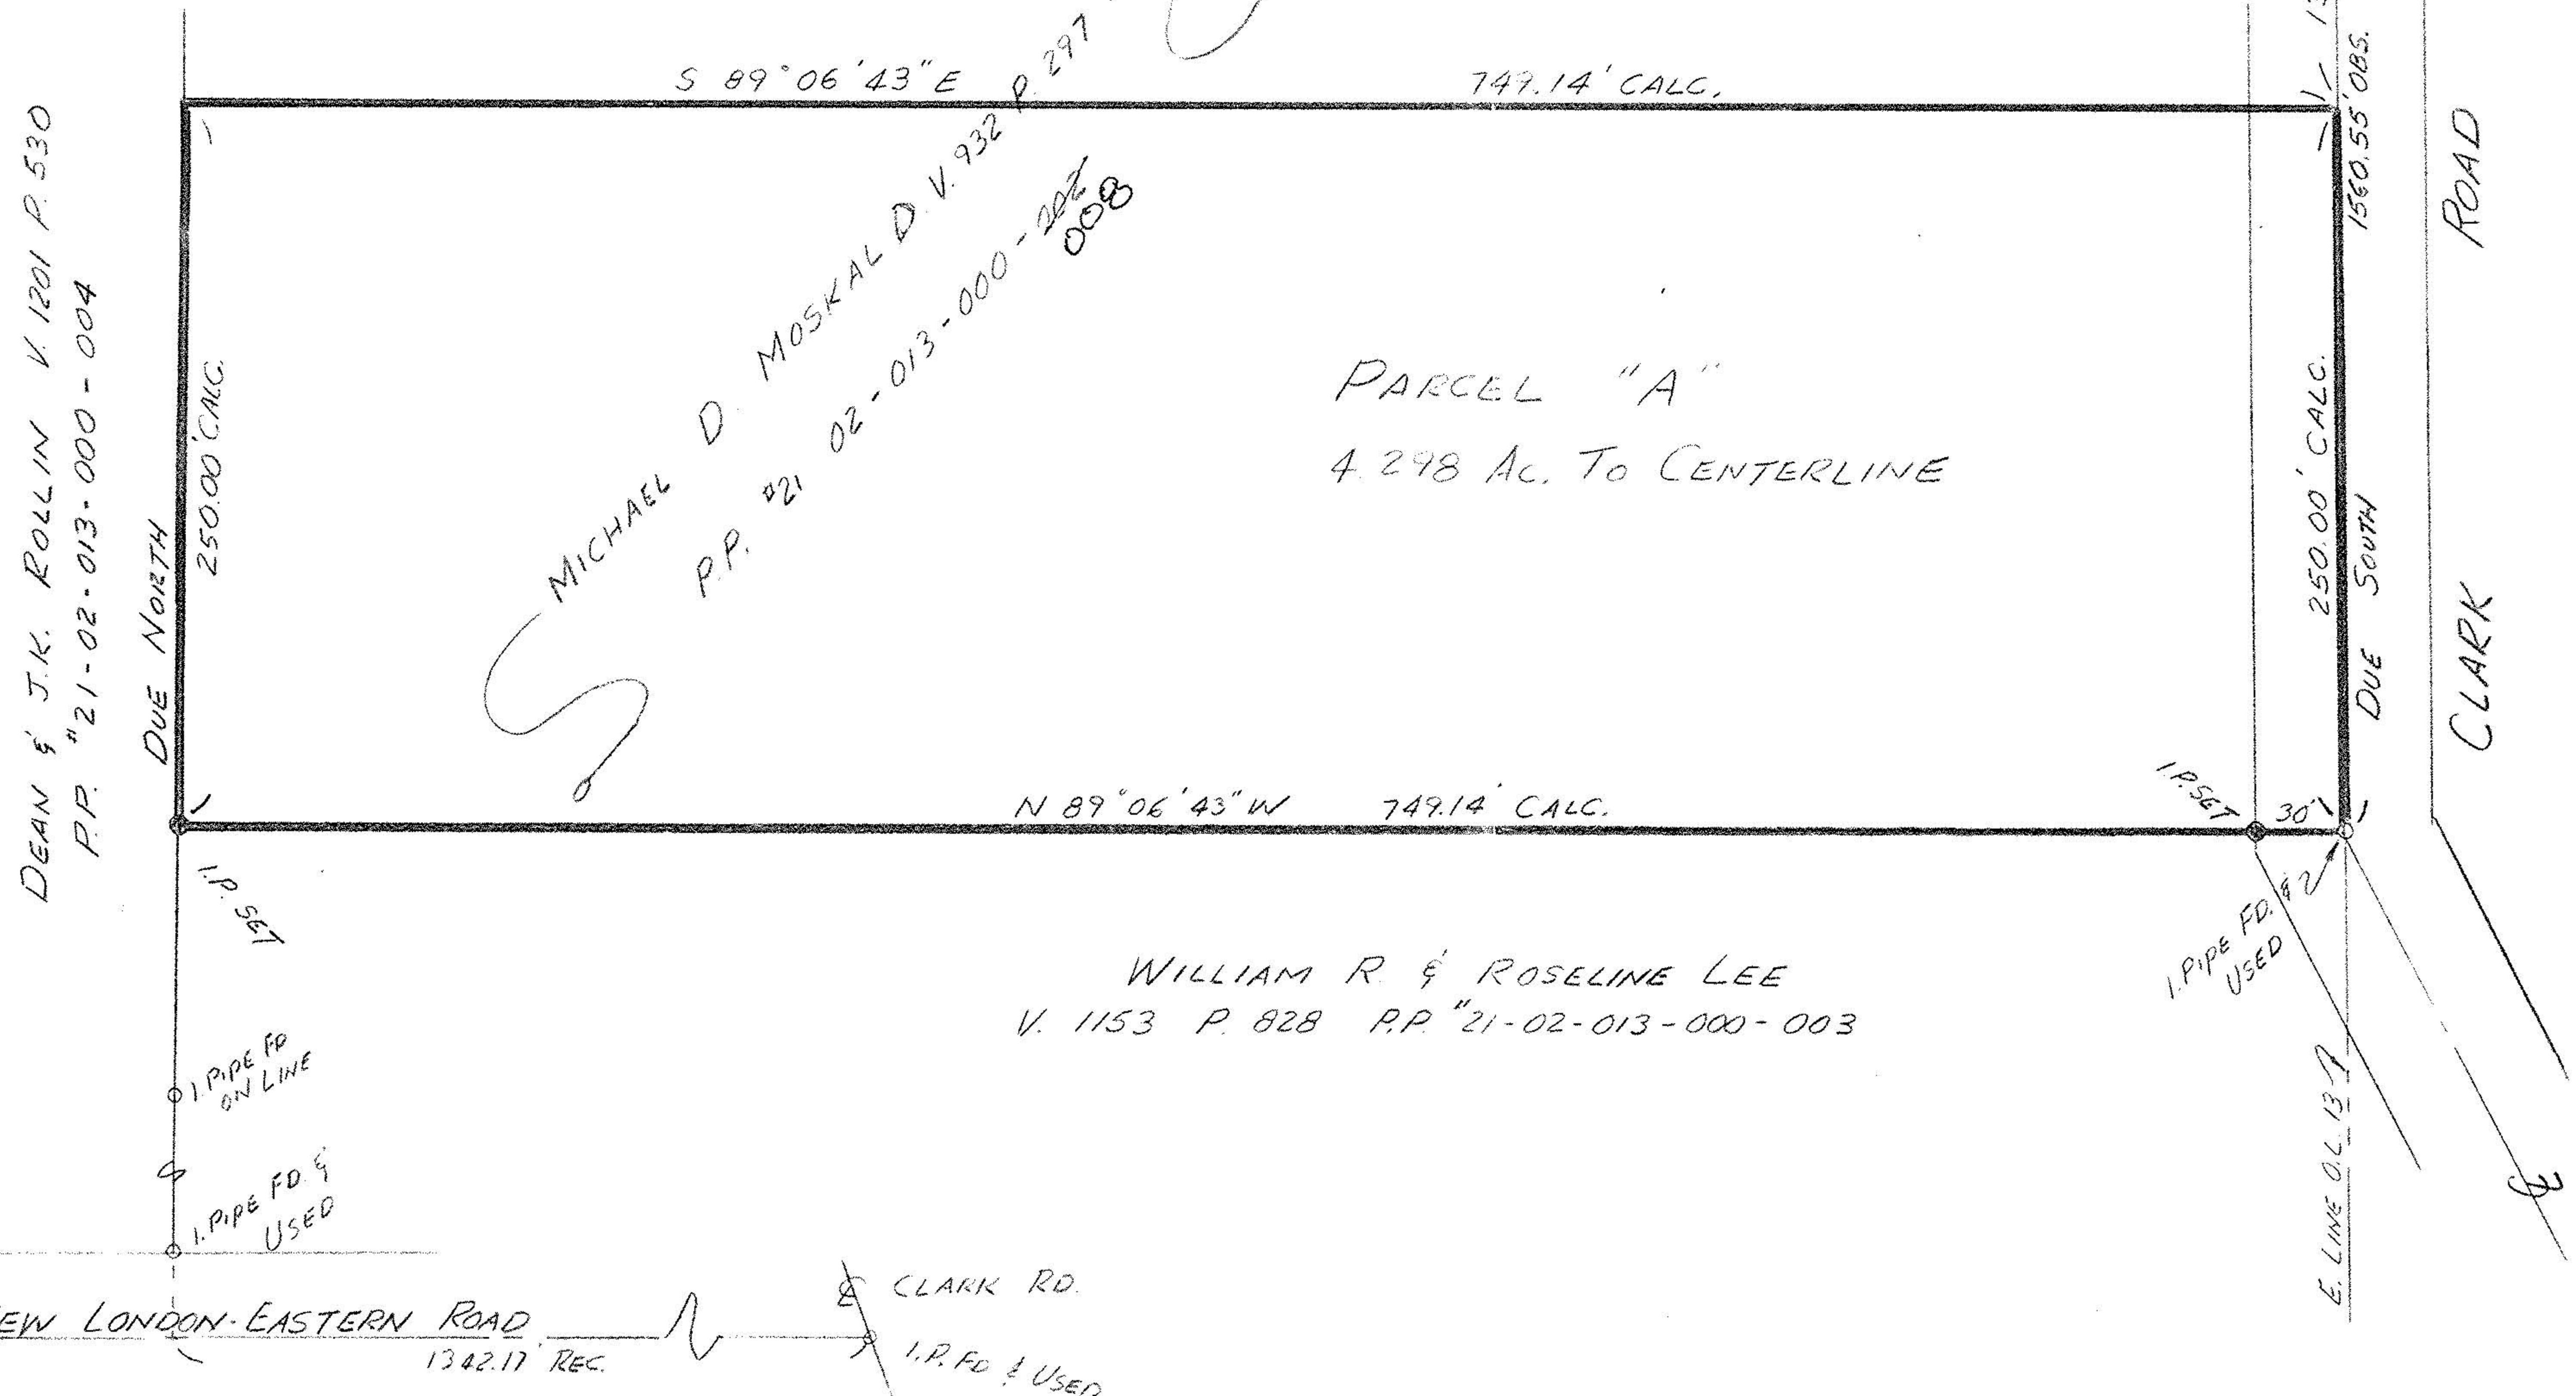 S 89° 06' 43" E 749.14' CALC.
1560.55' OBS.
DEAN & J.K. ROLLIN V. 1201 P. 530
P.P. #21-02-013-000-004
DUE NORTH
250.00' CALC.
MICHAEL D. MOSKAL D.V. 932 P. 297
P.P. #21 02-013-000-202
008
PARCEL "A"
4.298 AC. TO CENTERLINE
250.00' CALC.
DUE SOUTH
CLARK ROAD
N 89° 06' 43" W 749.14' CALC.
I.P. SET
30'
I.P. SET
I. PIPE FD. &
USED
WILLIAM R. & ROSELINE LEE
V. 1153 P. 828 P.P. #21-02-013-000-003
I. PIPE FD
ON LINE
I. PIPE FD. &
USED
E. LINE O.L. 13
CLARK RD.
EW LONDON-EASTERN ROAD
1342.17' REC.
I.P. FD & USED